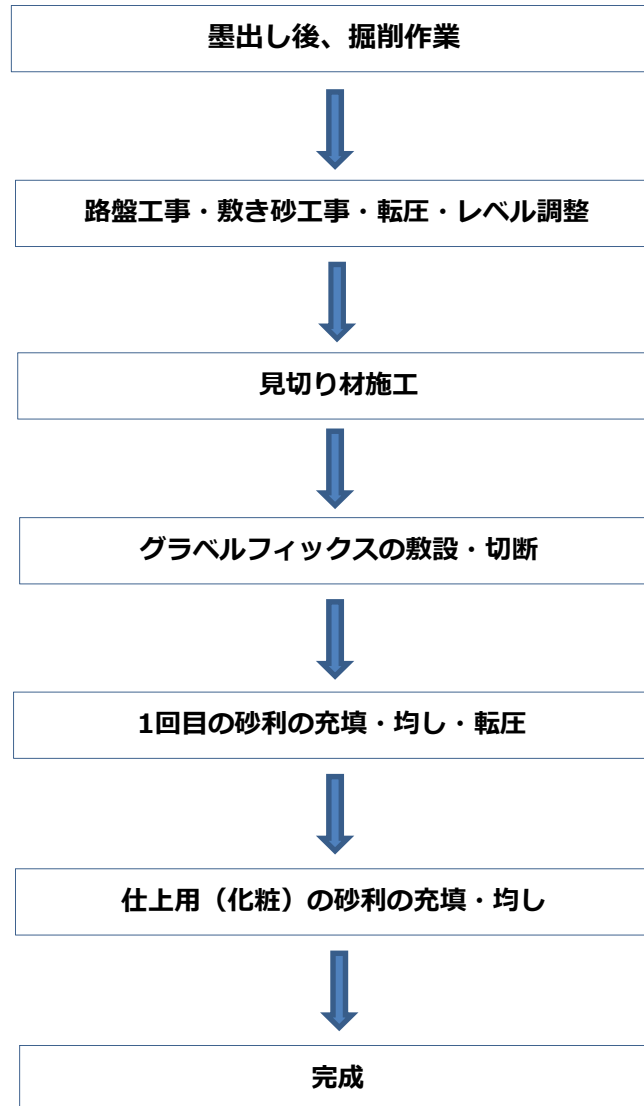 墨出し後、掘削作業
路盤工事・敷き砂工事・転圧・レベル調整
見切り材施工
グラベルフィックスの敷設・切断
1回目の砂利の充填・均し・転圧
仕上用（化粧）の砂利の充填・均し
完成